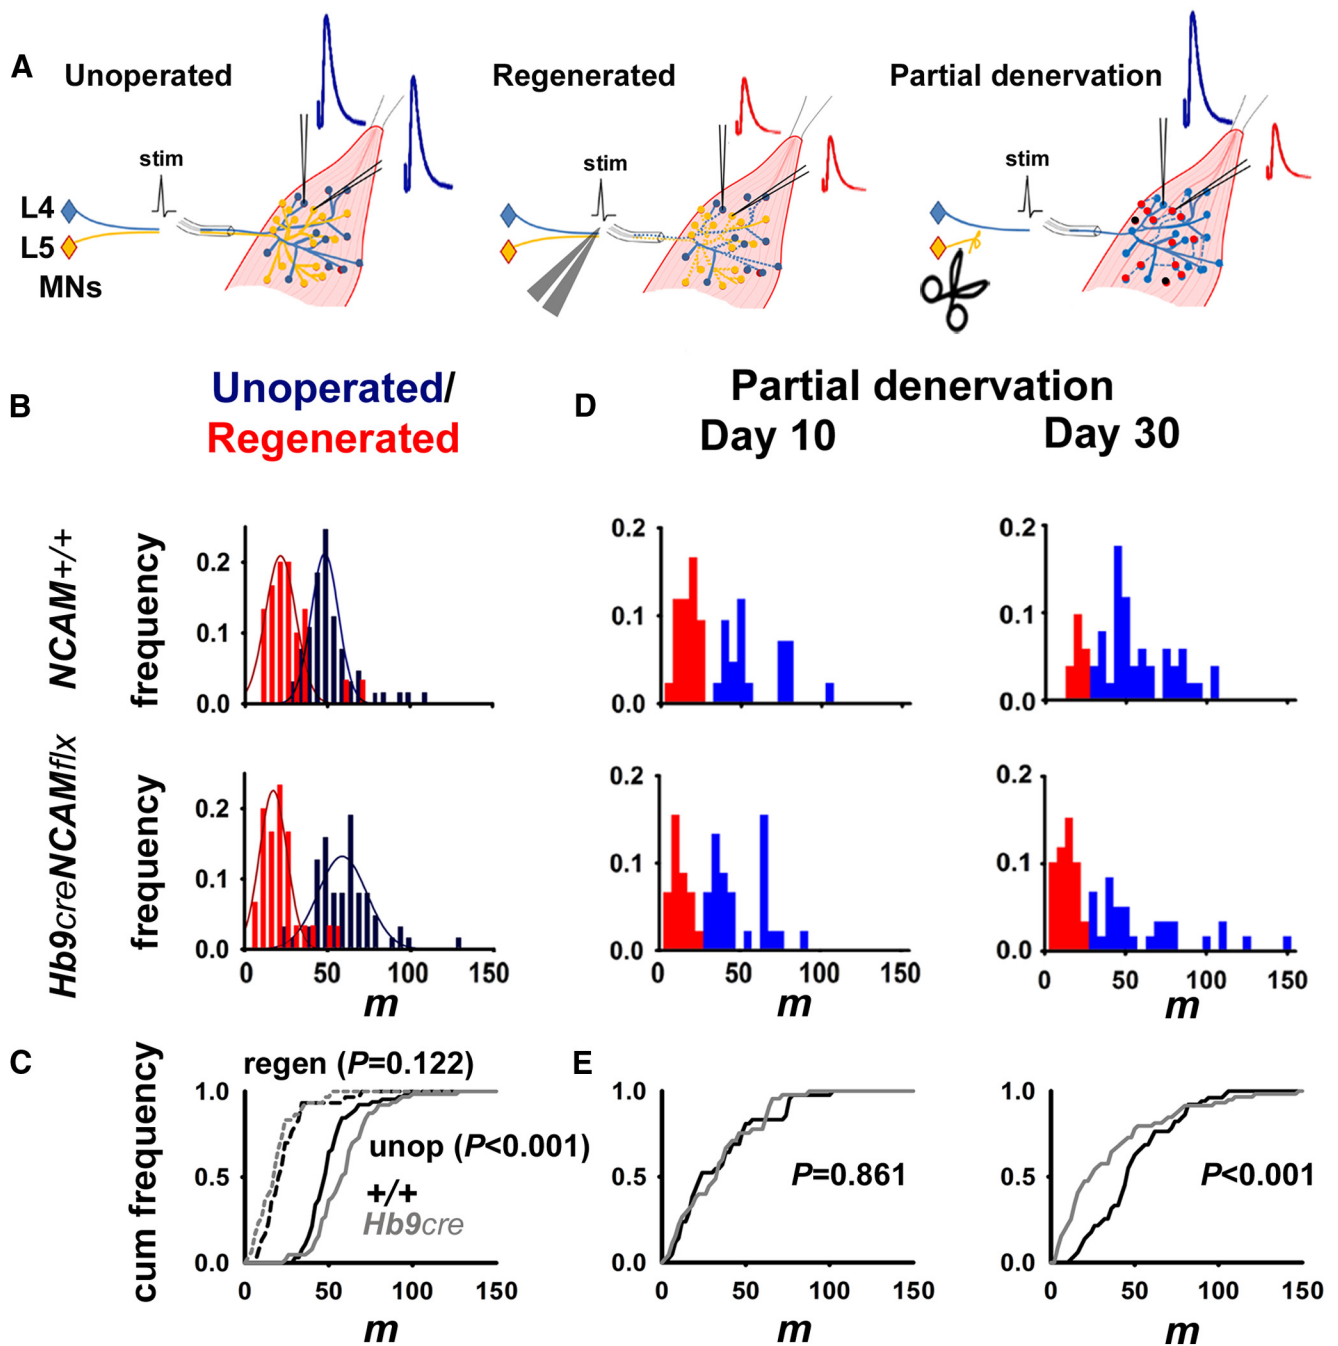 A
Unoperated
Regenerated
Partial denervation
stim
stim
stim
L4
L5
MNs
B
Unoperated/
Regenerated
D
Partial denervation
Day 10
Day 30
NCAM+/+
frequency
0.2
0.1
0.0
0.2
0.1
0.0
0.2
0.1
0.0
Hb9creNCAMflx
frequency
0.2
0.1
0.0
0 50 100 150
m
0.2
0.1
0.0
0 50 100 150
m
0.2
0.1
0.0
0 50 100 150
m
C
cum frequency
regen (P=0.122)
1.0
0.5
0.0
unop (P<0.001)
+/+
Hb9cre
0 50 100 150
m
E
1.0
0.5
0.0
P=0.861
0 50 100 150
m
1.0
0.5
0.0
P<0.001
0 50 100 150
m